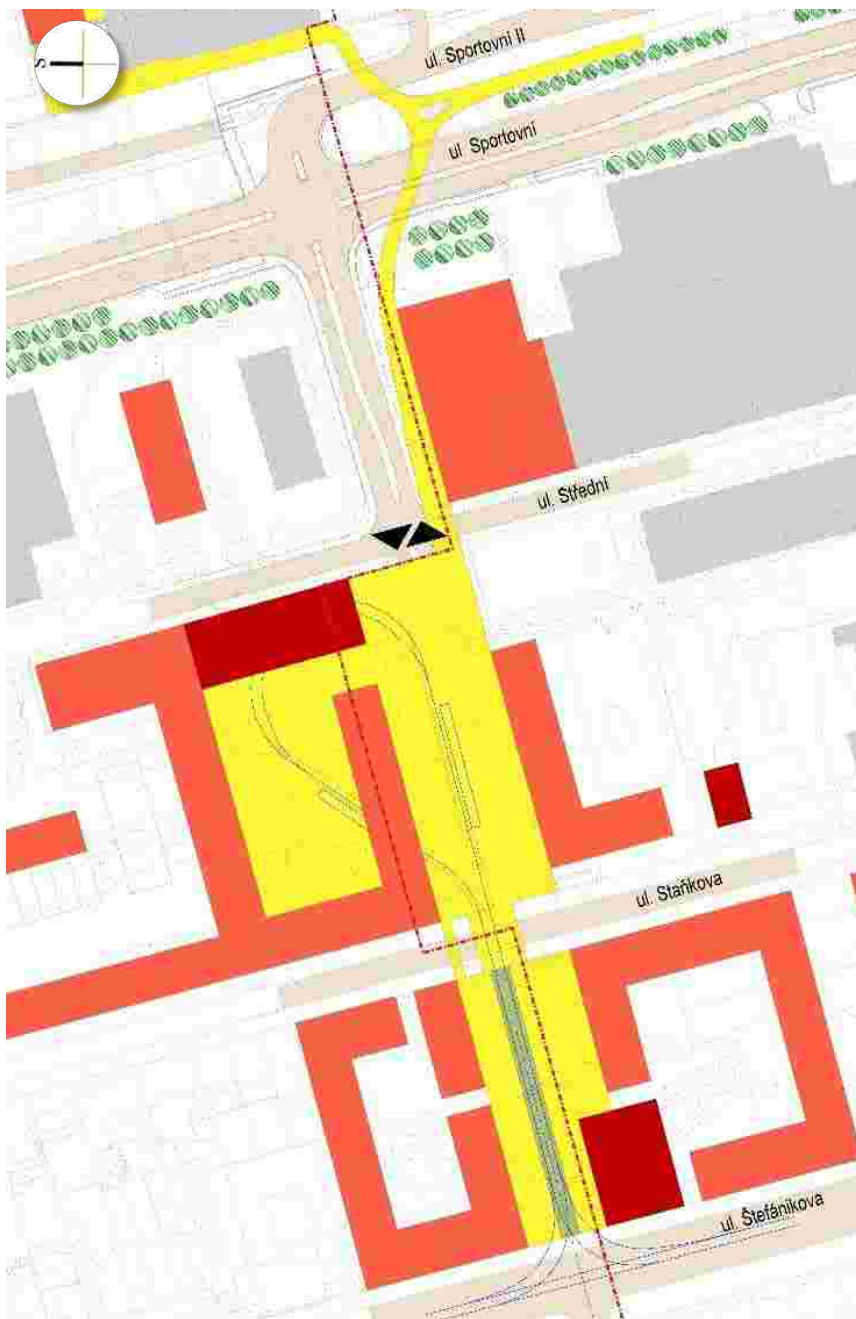 S
ul. Sportovní II
ul Sportovní
ul. Střední
ul. Staňkova
ul. Štefánikova